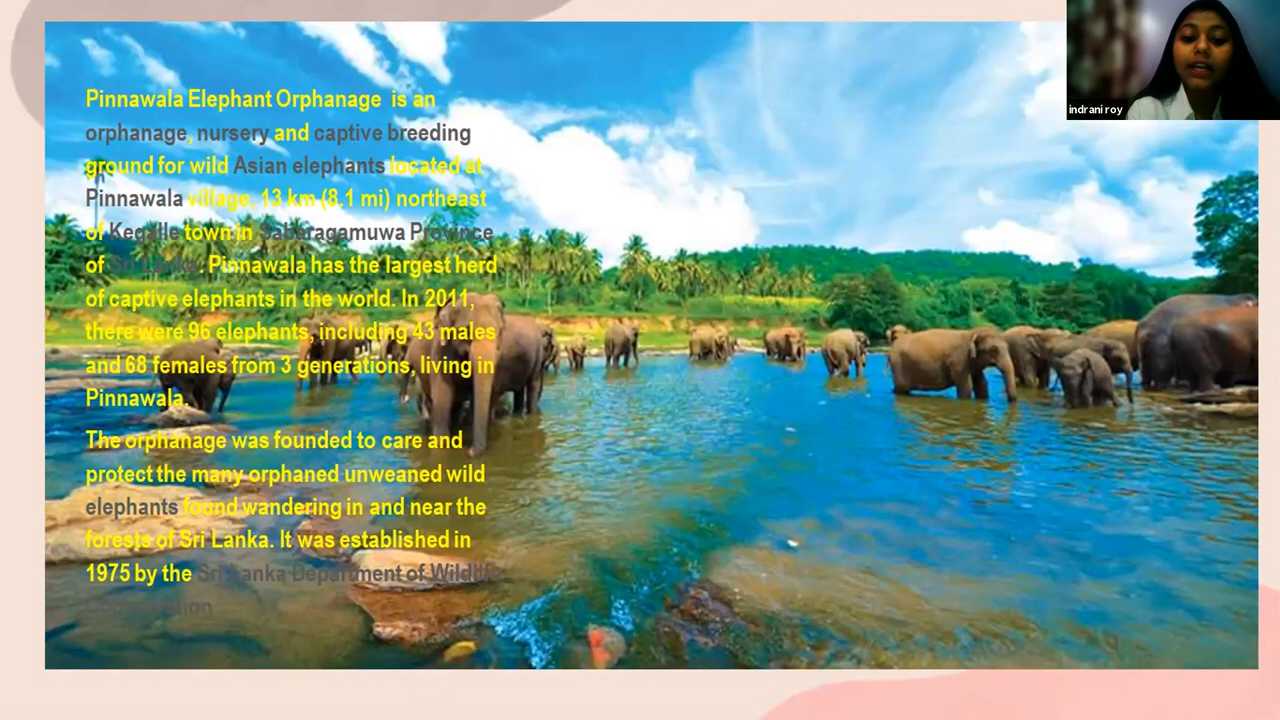 Pinnawala Elephant Orphanage is an
orphanage, nursery and captive breeding
ground for wild Asian elephants located at
Pinnawala village, 13 km (8.1 mi) northeast
of Kegalle town in Sabaragamuwa Province
of Sri Lanka. Pinnawala has the largest herd
of captive elephants in the world. In 2011,
there were 96 elephants, including 43 males
and 68 females from 3 generations, living in
Pinnawala.
The orphanage was founded to care and
protect the many orphaned unweaned wild
elephants found wandering in and near the
forests of Sri Lanka. It was established in
1975 by the Sri Lanka Department of Wildlife
Conservation
indrani roy